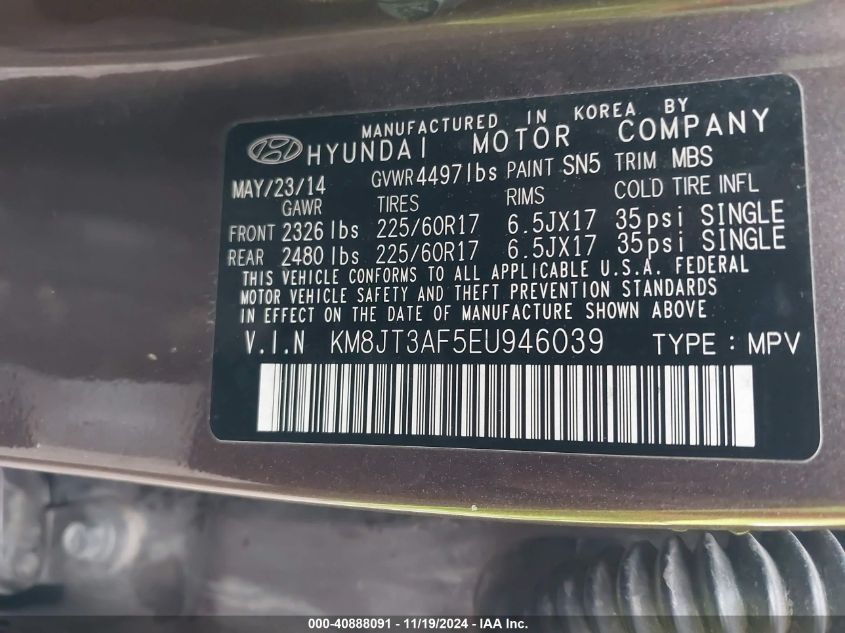 MANUFACTURED IN KOREA BY
HYUNDAI MOTOR COMPANY
MAY/23/14 GVWR 4497lbs PAINT SN5 TRIM MBS
GAWR TIRES RIMS COLD TIRE INFL
FRONT 2326 lbs 225/60R17 6.5JX17 35psi SINGLE
REAR 2480 lbs 225/60R17 6.5JX17 35psi SINGLE
THIS VEHICLE CONFORMS TO ALL APPLICABLE U.S.A. FEDERAL
MOTOR VEHICLE SAFETY AND THEFT PREVENTION STANDARDS
IN EFFECT ON THE DATE OF MANUFACTURE SHOWN ABOVE
V.I.N KM8JT3AF5EU946039 TYPE : MPV
000-40888091 - 11/19/2024 - IAA Inc.